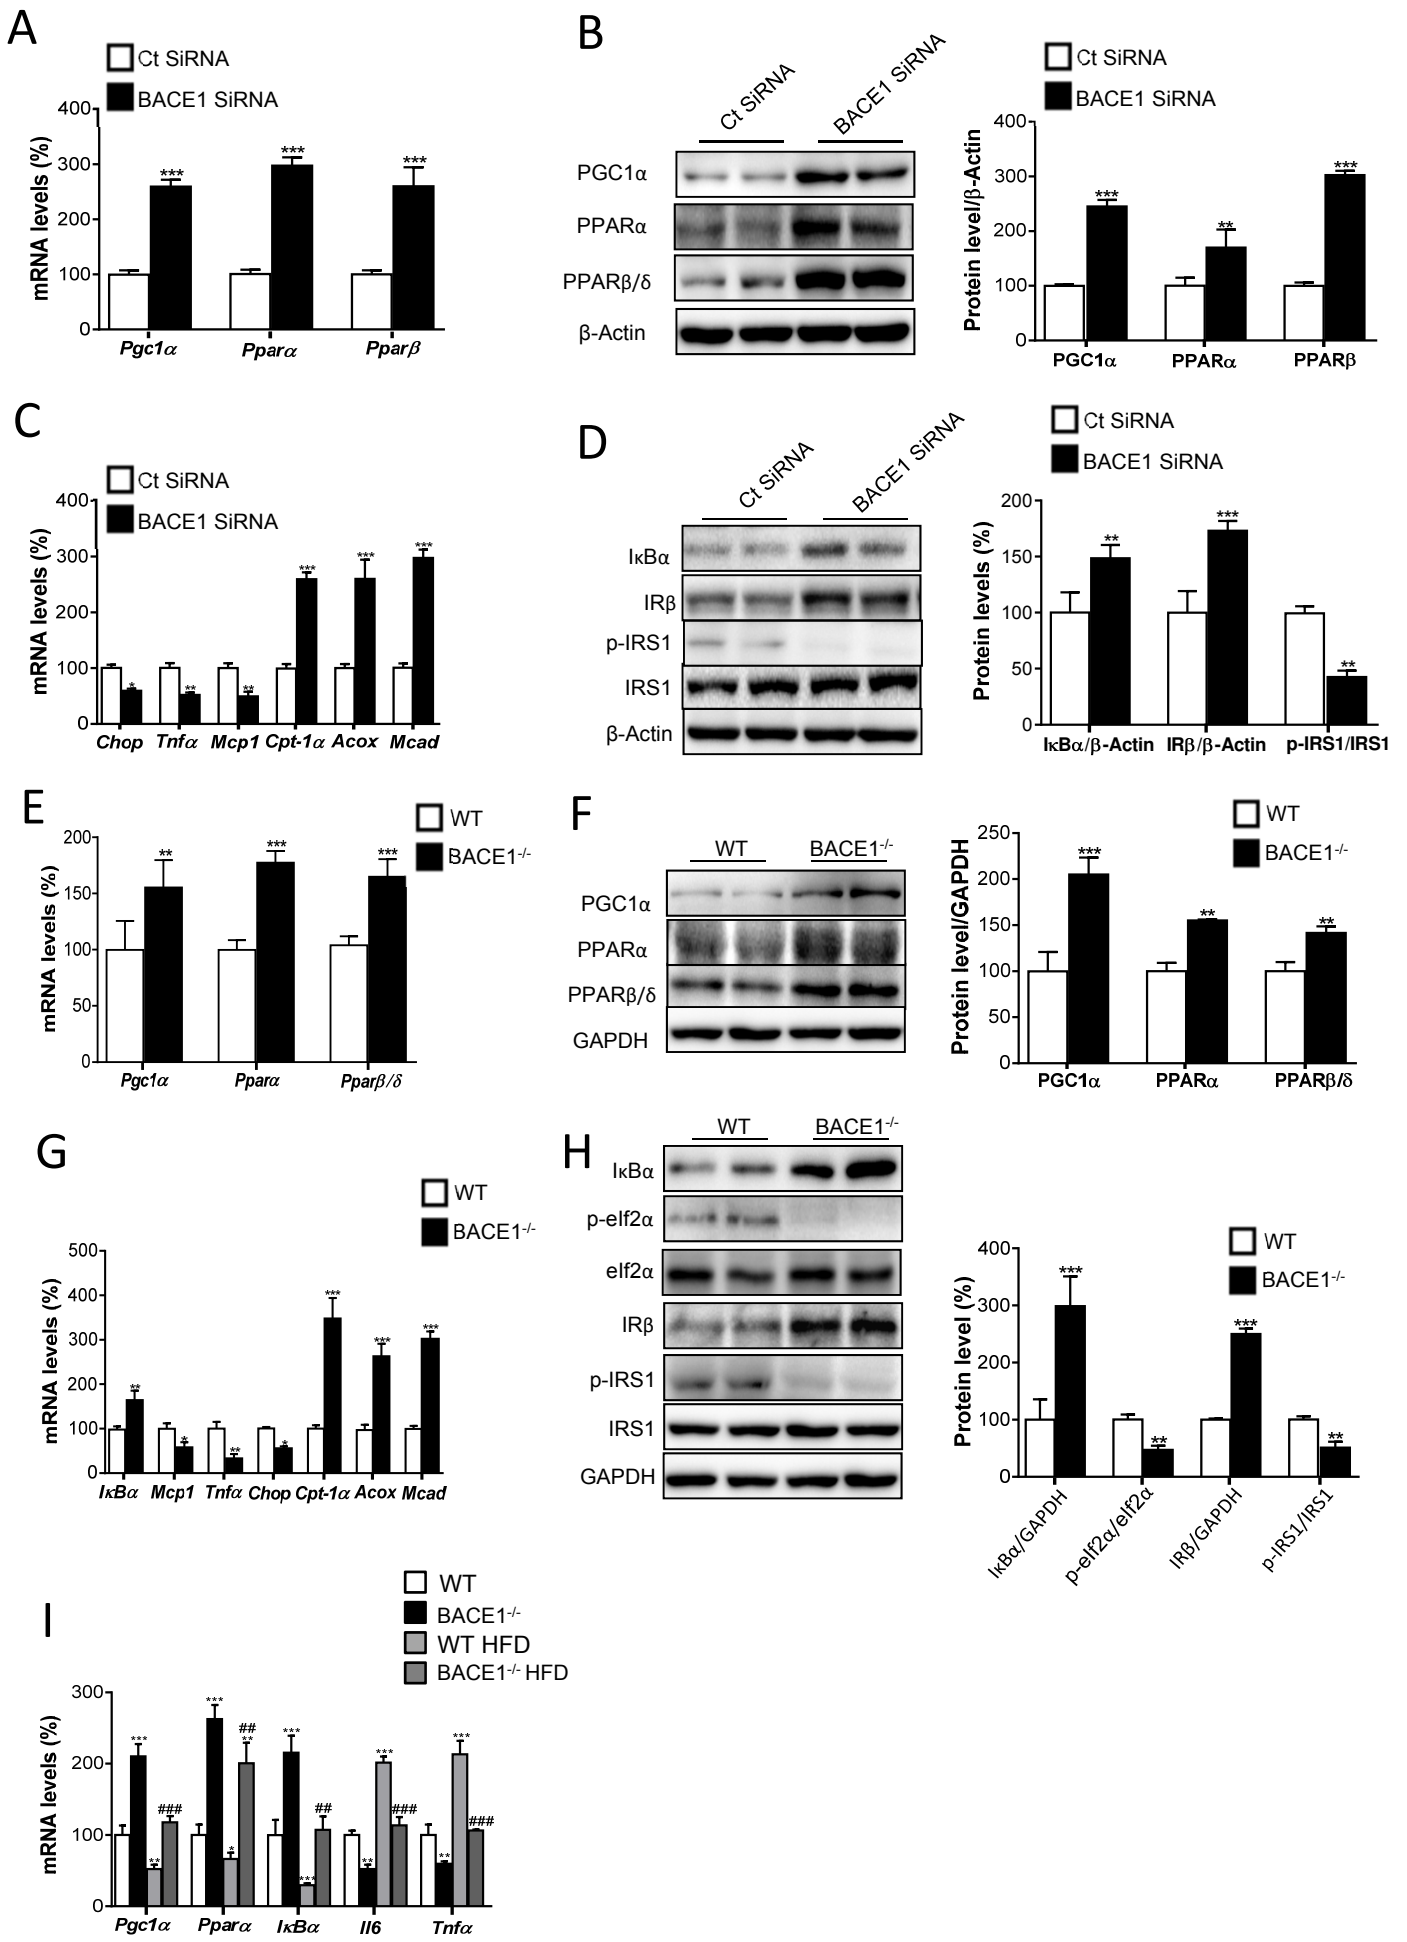 A
Ct SiRNA
BACE1 SiRNA
mRNA levels (%)
400
300
200
100
0
***
***
***
Pgc1α
Pparα
Pparβ
B
Ct SiRNA
BACE1 SiRNA
PGC1α
PPARα
PPARβ/δ
β-Actin
Ct SiRNA
BACE1 SiRNA
Protein level/β-Actin
400
300
200
100
0
***
**
***
PGC1α
PPARα
PPARβ
C
Ct SiRNA
BACE1 SiRNA
mRNA levels (%)
400
300
200
100
0
*
**
**
***
***
***
Chop
Tnfα
Mcp1
Cpt-1α
Acox
Mcad
D
Ct SiRNA
BACE1 SiRNA
IκBα
IRβ
p-IRS1
IRS1
β-Actin
Ct SiRNA
BACE1 SiRNA
Protein levels (%)
200
150
100
50
0
**
***
**
IκBα/β-Actin
IRβ/β-Actin
p-IRS1/IRS1
E
WT
BACE1-/-
mRNA levels (%)
200
150
100
50
0
**
***
***
Pgc1α
Pparα
Pparβ/δ
F
WT
BACE1-/-
PGC1α
PPARα
PPARβ/δ
GAPDH
WT
BACE1-/-
Protein level/GAPDH
250
200
150
100
50
0
***
**
**
PGC1α
PPARα
PPARβ/δ
G
WT
BACE1-/-
mRNA levels (%)
500
400
300
200
100
0
**
*
**
*
***
***
***
IκBα
Mcp1
Tnfα
Chop
Cpt-1α
Acox
Mcad
H
WT
BACE1-/-
IκBα
p-eIf2α
eIf2α
IRβ
p-IRS1
IRS1
GAPDH
WT
BACE1-/-
Protein level (%)
400
300
200
100
0
***
**
***
**
IκBα/GAPDH
p-eIf2α/eIf2α
IRβ/GAPDH
p-IRS1/IRS1
I
WT
BACE1-/-
WT HFD
BACE1-/- HFD
mRNA levels (%)
300
200
100
0
***
**
###
***
*
##
**
***
***
##
**
***
###
**
***
###
Pgc1α
Pparα
IκBα
Il6
Tnfα